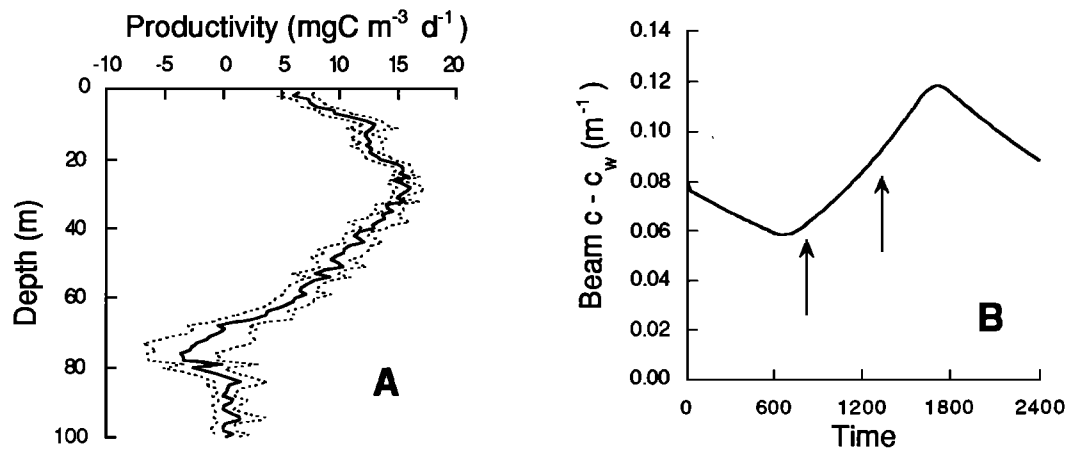 Productivity (mgC m⁻³ d⁻¹)
-10 -5 0 5 10 15 20
0
20
40
60
80
100
Depth (m)
A
0.14
0.12
0.10
0.08
0.06
0.04
0.02
0.00
Beam c - c_w (m⁻¹)
0 600 1200 1800 2400
Time
B